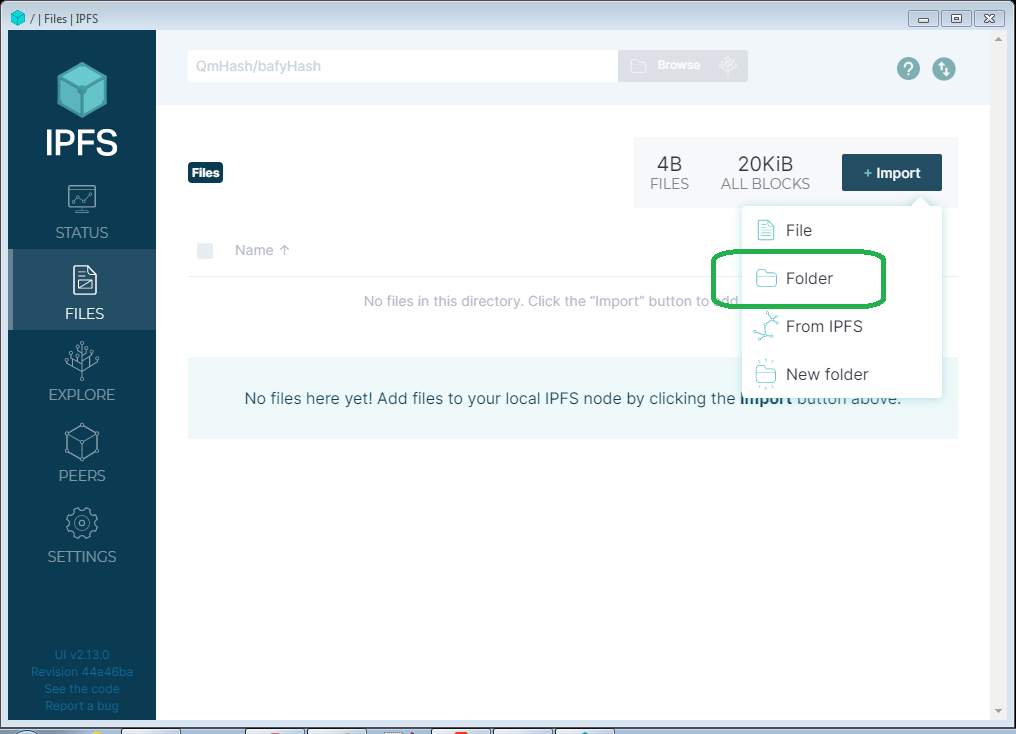 / | Files | IPFS
QmHash/bafyHash
Browse
?
IPFS
STATUS
FILES
EXPLORE
PEERS
SETTINGS
UI v2.13.0
Revision 44a46ba
See the code
Report a bug
Files
4B
FILES
20KiB
ALL BLOCKS
+ Import
File
Folder
From IPFS
New folder
Name ↑
No files in this directory. Click the “Import” button to add
No files here yet! Add files to your local IPFS node by clicking the Import button above.